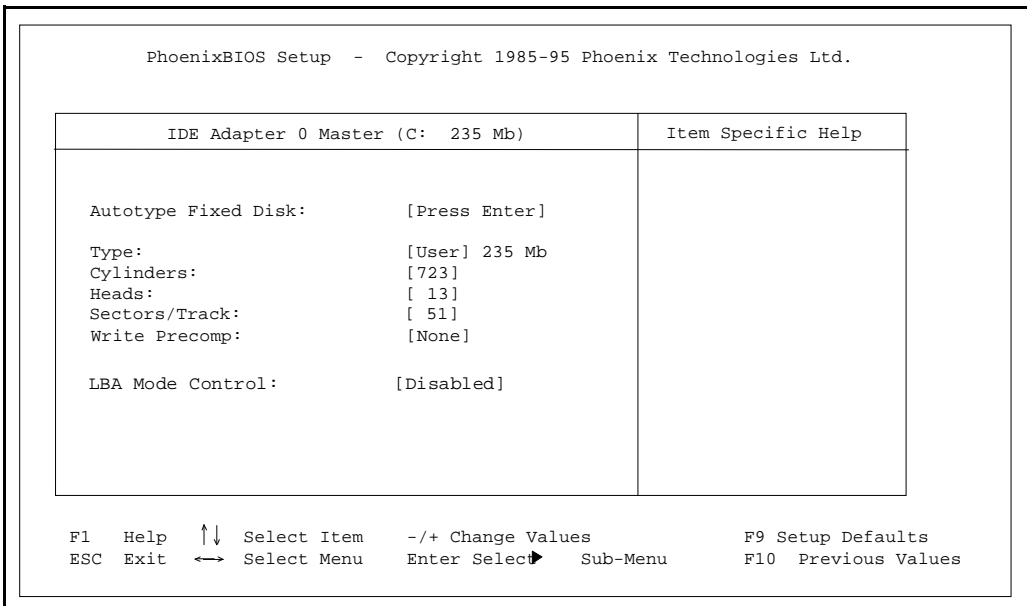 PhoenixBIOS Setup - Copyright 1985-95 Phoenix Technologies Ltd.
IDE Adapter 0 Master (C: 235 Mb) Item Specific Help
Autotype Fixed Disk: [Press Enter]
Type: [User] 235 Mb
Cylinders: [723]
Heads: [ 13]
Sectors/Track: [ 51]
Write Precomp: [None]
LBA Mode Control: [Disabled]
F1 Help ↑↓ Select Item -/+ Change Values F9 Setup Defaults
ESC Exit ↔ Select Menu Enter Select▶ Sub-Menu F10 Previous Values